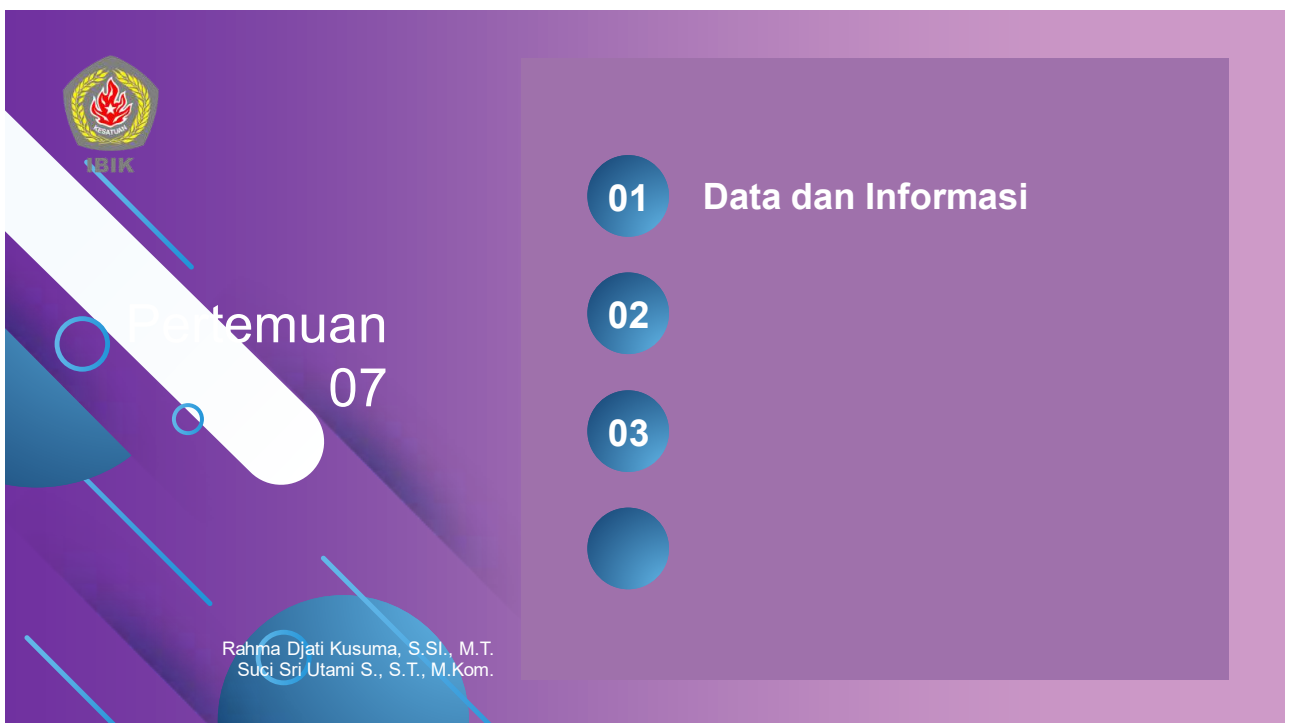 KESATUAN
IBIK
Pertemuan
07
Rahma Djati Kusuma, S.SI., M.T.
Suci Sri Utami S., S.T., M.Kom.
01 Data dan Informasi
02
03